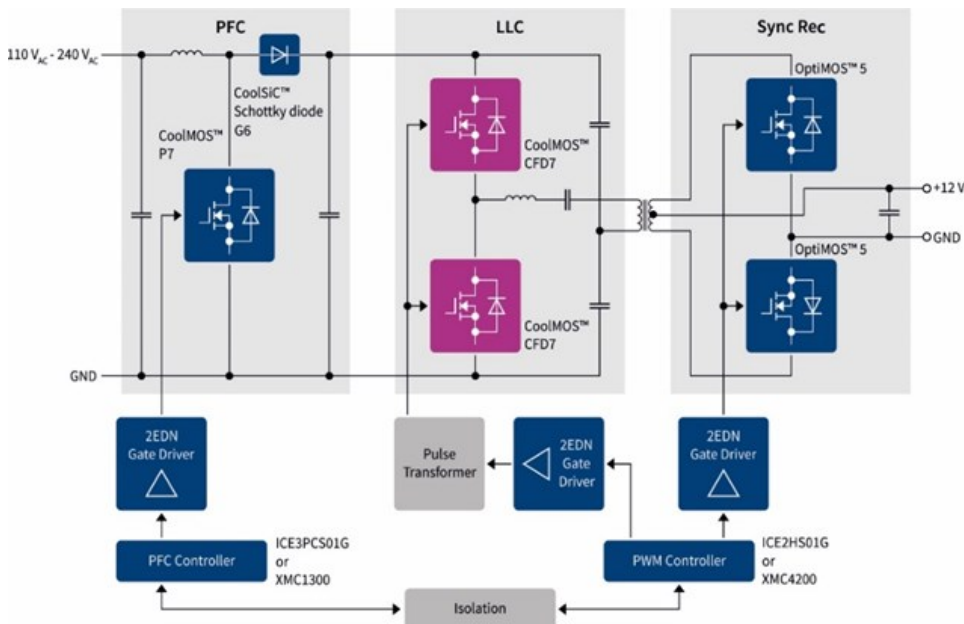 PFC
LLC
Sync Rec
110 VAC - 240 VAC
CoolSiC™
Schottky diode
G6
CoolMOS™
P7
CoolMOS™
CFD7
CoolMOS™
CFD7
OptiMOS™ 5
+12 V
GND
OptiMOS™ 5
GND
2EDN
Gate Driver
Pulse
Transformer
2EDN
Gate
Driver
2EDN
Gate Driver
PFC Controller
ICE3PCS01G
or
XMC1300
PWM Controller
ICE2HS01G
or
XMC4200
Isolation